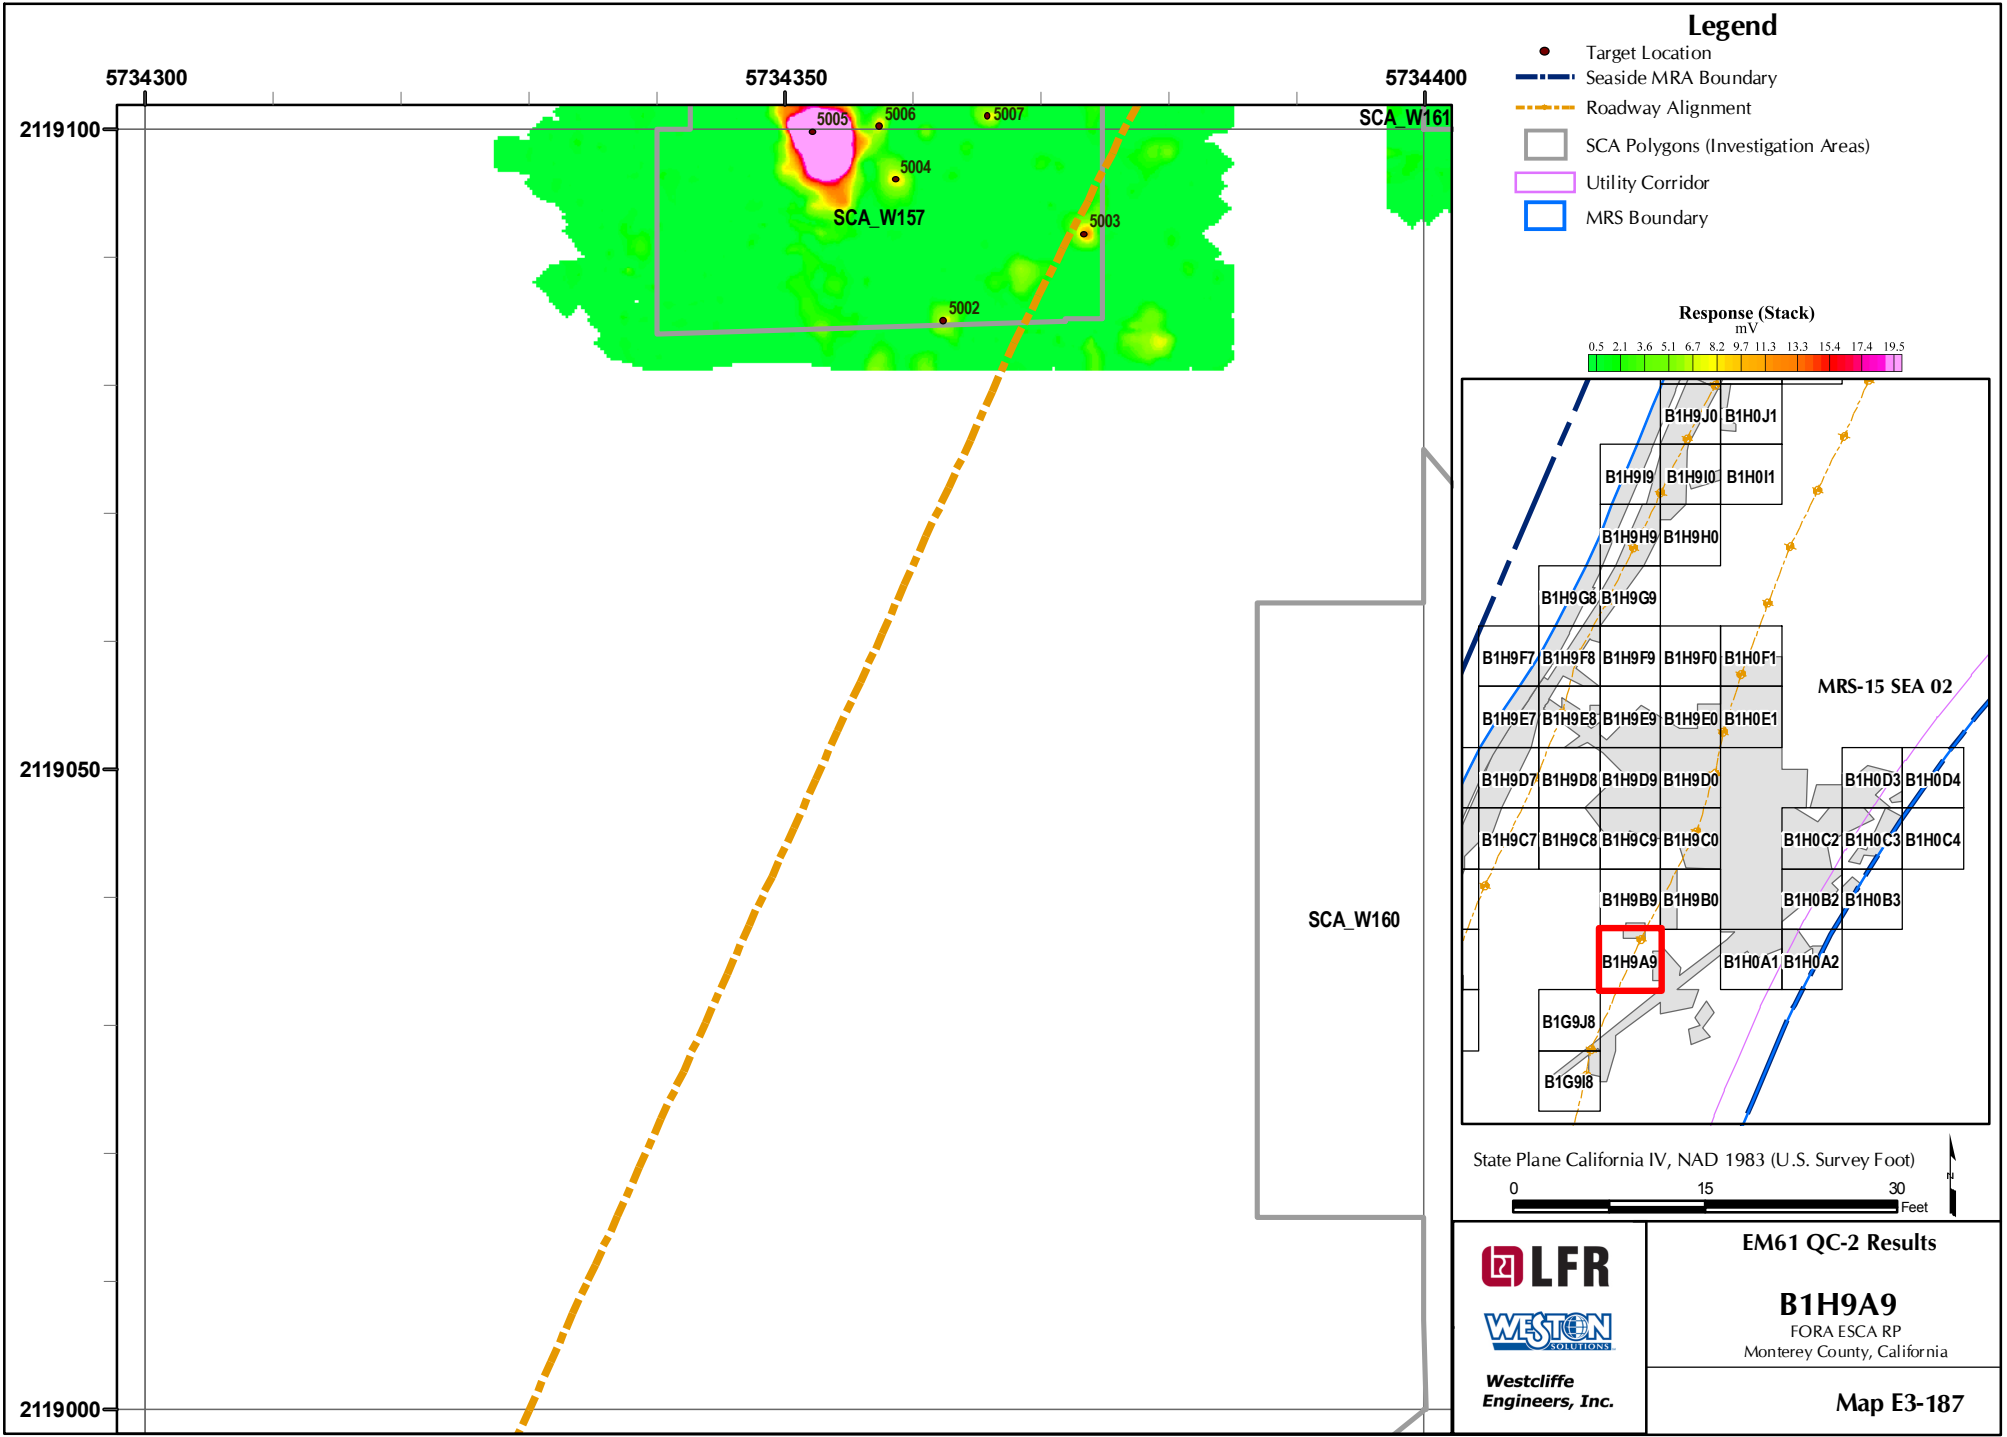 5734300
5734350
5734400
2119100
2119050
2119000
5005
5006
5007
5004
5003
5002
SCA_W157
SCA_W161
SCA_W160
Legend
Target Location
Seaside MRA Boundary
Roadway Alignment
SCA Polygons (Investigation Areas)
Utility Corridor
MRS Boundary
Response (Stack)
mV
0.5 2.1 3.6 5.1 6.7 8.2 9.7 11.3 13.3 15.4 17.4 19.5
B1H9J0 B1H0J1
B1H9I9 B1H9I0 B1H0I1
B1H9H9 B1H9H0
B1H9G8 B1H9G9
B1H9F7 B1H9F8 B1H9F9 B1H9F0 B1H0F1
MRS-15 SEA 02
B1H9E7 B1H9E8 B1H9E9 B1H9E0 B1H0E1
B1H9D7 B1H9D8 B1H9D9 B1H9D0 B1H0D3 B1H0D4
B1H9C7 B1H9C8 B1H9C9 B1H9C0 B1H0C2 B1H0C3 B1H0C4
B1H9B9 B1H9B0 B1H0B2 B1H0B3
B1H9A9 B1H0A1 B1H0A2
B1G9J8
B1G9I8
State Plane California IV, NAD 1983 (U.S. Survey Foot)
0 15 30
Feet
N
LFR
WESTON
SOLUTIONS
Westcliffe
Engineers, Inc.
EM61 QC-2 Results
B1H9A9
FORA ESCA RP
Monterey County, California
Map E3-187